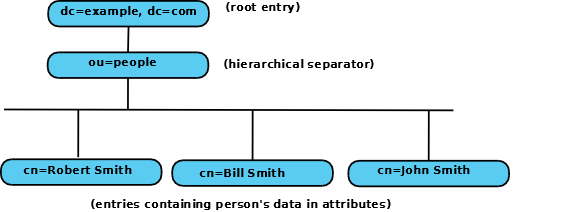 dc=example, dc=com
(root entry)
ou=people
(hierarchical separator)
cn=Robert Smith
cn=Bill Smith
cn=John Smith
(entries containing person's data in attributes)